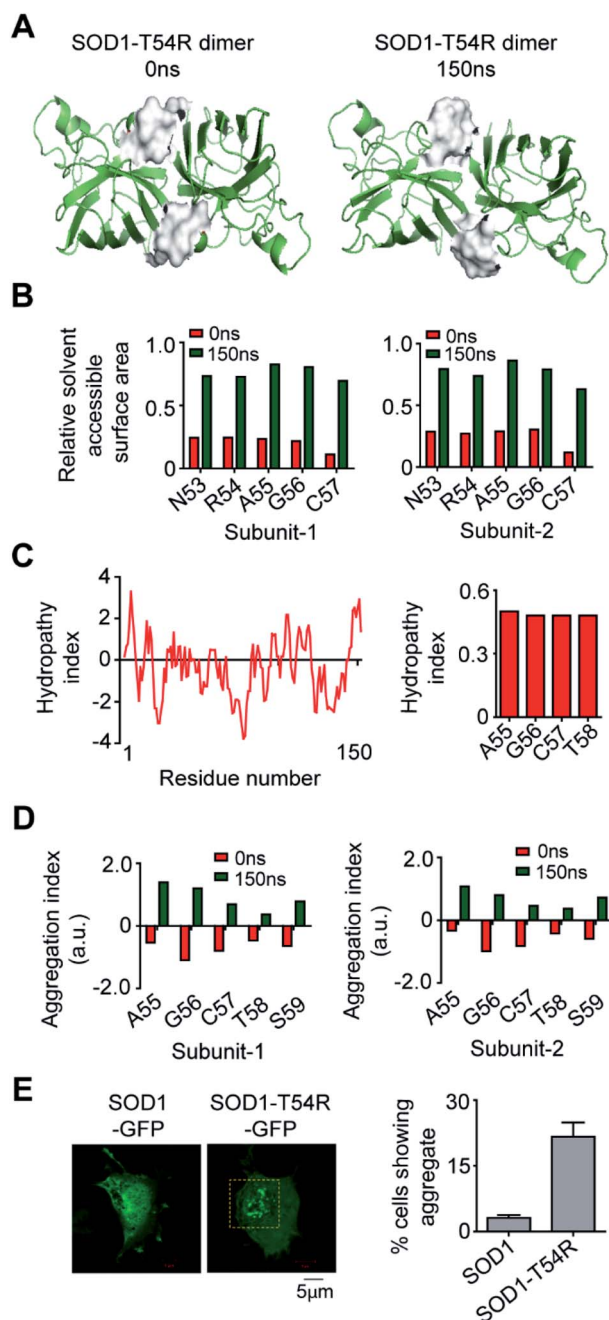 A
SOD1-T54R dimer
0ns
SOD1-T54R dimer
150ns
B
Relative solvent
accessible
surface area
1.0
0.5
0
0ns
150ns
N53
R54
A55
G56
C57
Subunit-1
1.0
0.5
0
0ns
150ns
N53
R54
A55
G56
C57
Subunit-2
C
Hydropathy
index
4
2
0
-2
-4
1
150
Residue number
Hydropathy
index
0.6
0.3
0
A55
G56
C57
T58
D
Aggregation index
(a.u.)
2.0
0
-2.0
0ns
150ns
A55
G56
C57
T58
S59
Subunit-1
Aggregation index
(a.u.)
2.0
0
-2.0
0ns
150ns
A55
G56
C57
T58
S59
Subunit-2
E
SOD1
-GFP
SOD1-T54R
-GFP
5µm
% cells showing
aggregate
30
15
0
SOD1
SOD1-T54R